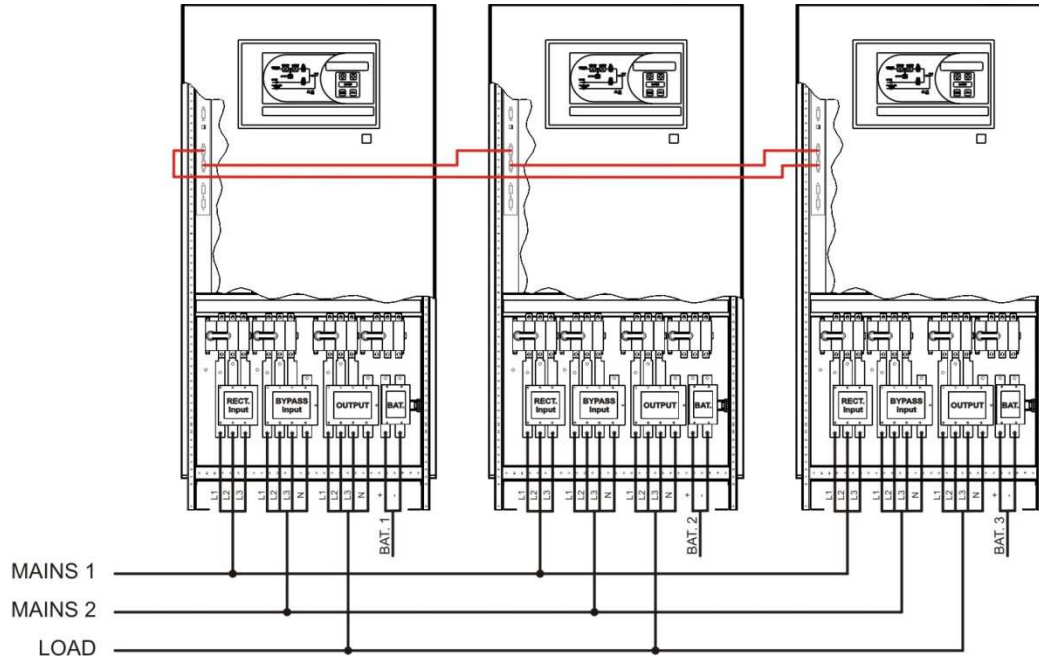 RECT. Input
BYPASS Input
OUTPUT
BAT.
RECT. Input
BYPASS Input
OUTPUT
BAT.
RECT. Input
BYPASS Input
OUTPUT
BAT.
L1 L2 L3 L1 L2 L3 N L1 L2 L3 N + -
L1 L2 L3 L1 L2 L3 N L1 L2 L3 N + -
L1 L2 L3 L1 L2 L3 N L1 L2 L3 N + -
BAT. 1
BAT. 2
BAT. 3
MAINS 1
MAINS 2
LOAD